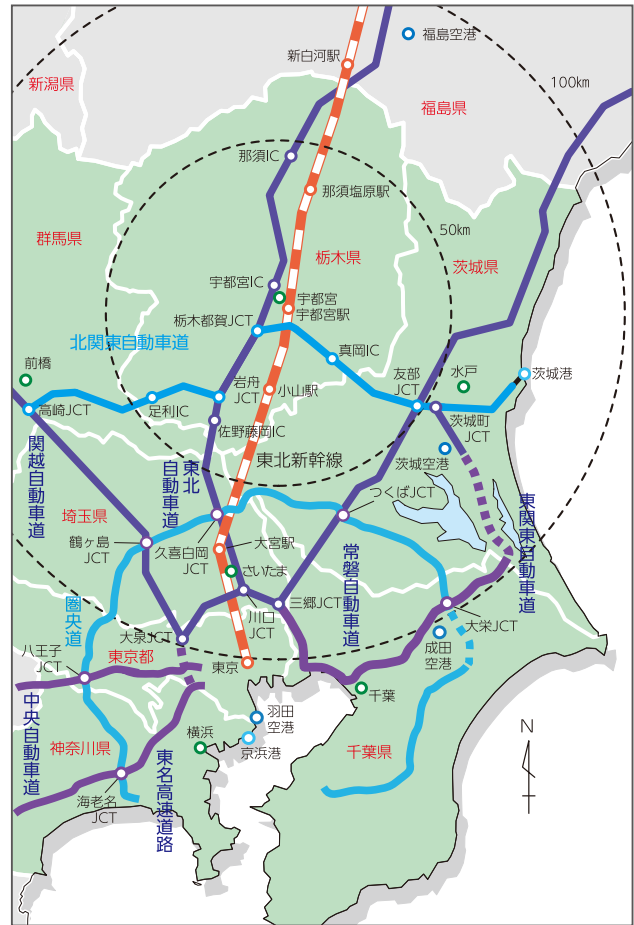 福島空港
新白河駅
100km
新潟県
福島県
那須IC
那須塩原駅
50km
群馬県
栃木県
茨城県
宇都宮IC
宇都宮
宇都宮駅
栃木都賀JCT
北関東自動車道
真岡IC
前橋
水戸
友部
JCT
茨城港
岩舟
JCT
小山駅
高崎JCT
足利IC
茨城町
JCT
佐野藤岡IC
関越自動車道
東北
自動車道
東北新幹線
茨城空港
つくばJCT
東関東自動車道
埼玉県
鶴ヶ島
JCT
久喜白岡
JCT
大宮駅
常磐自動車道
さいたま
圏央道
三郷JCT
川口
JCT
大栄JCT
大泉JCT
八王子
JCT
東京都
東京
成田
空港
千葉
中央自動車道
神奈川県
東名高速道路
横浜
羽田
空港
京浜港
千葉県
N
海老名
JCT